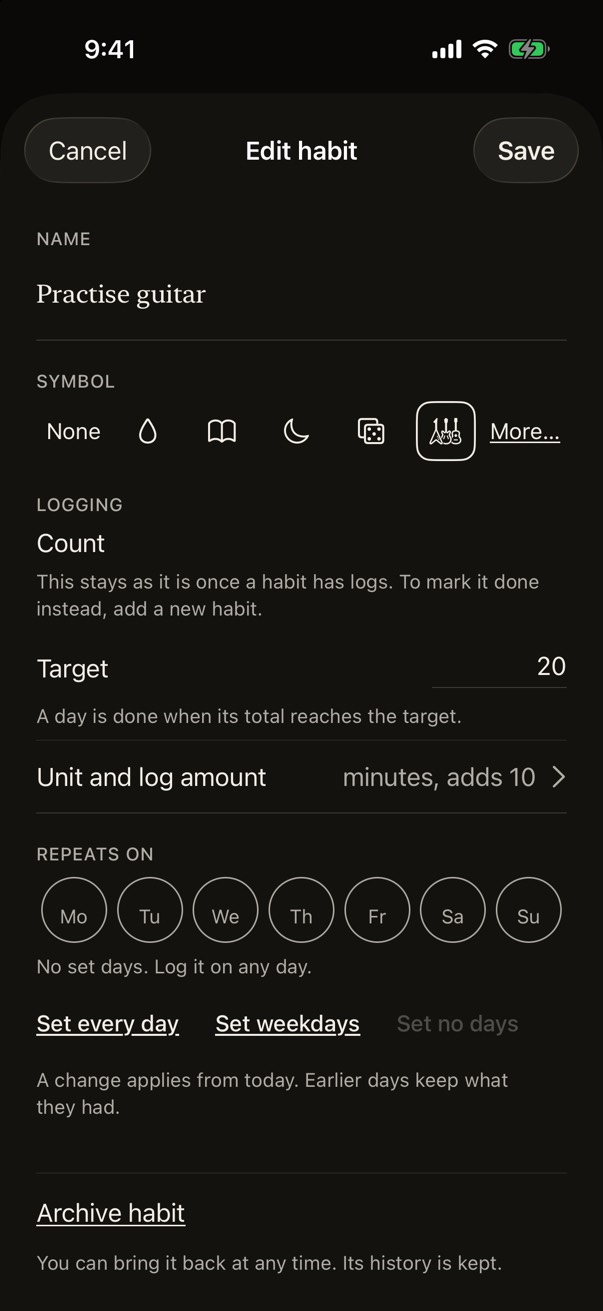 9:41
Cancel
Edit habit
Save
NAME
Practise guitar
SYMBOL
None
More...
LOGGING
Count
This stays as it is once a habit has logs. To mark it done
instead, add a new habit.
Target
20
A day is done when its total reaches the target.
Unit and log amount
minutes, adds 10
REPEATS ON
Mo
Tu
We
Th
Fr
Sa
Su
No set days. Log it on any day.
Set every day
Set weekdays
Set no days
A change applies from today. Earlier days keep what
they had.
Archive habit
You can bring it back at any time. Its history is kept.